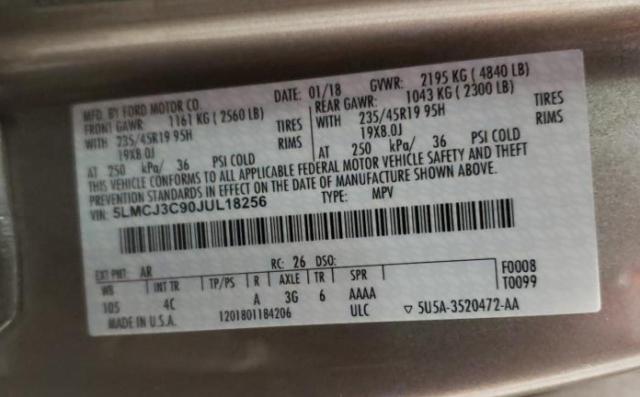 MFD. BY FORD MOTOR CO. DATE: 01/18 GVWR: 2195 KG ( 4840 LB)
FRONT GAWR: 1161 KG ( 2560 LB) REAR GAWR: 1043 KG ( 2300 LB)
WITH 235/45R19 95H TIRES WITH 235/45R19 95H TIRES
19X8.0J RIMS 19X8.0J RIMS
AT 250 kPa/ 36 PSI COLD AT 250 kPa/ 36 PSI COLD
THIS VEHICLE CONFORMS TO ALL APPLICABLE FEDERAL MOTOR VEHICLE SAFETY AND THEFT
PREVENTION STANDARDS IN EFFECT ON THE DATE OF MANUFACTURE SHOWN ABOVE.
VIN: 5LMCJ3C90JUL18256 TYPE: MPV
EXT PNT: AR RC: 26 DSO: F0008
WB INT TR TP/PS R AXLE TR SPR T0099
105 4C A 3G 6 AAAA
MADE IN U.S.A. 1201801184206 ULC ▽ 5U5A-3520472-AA